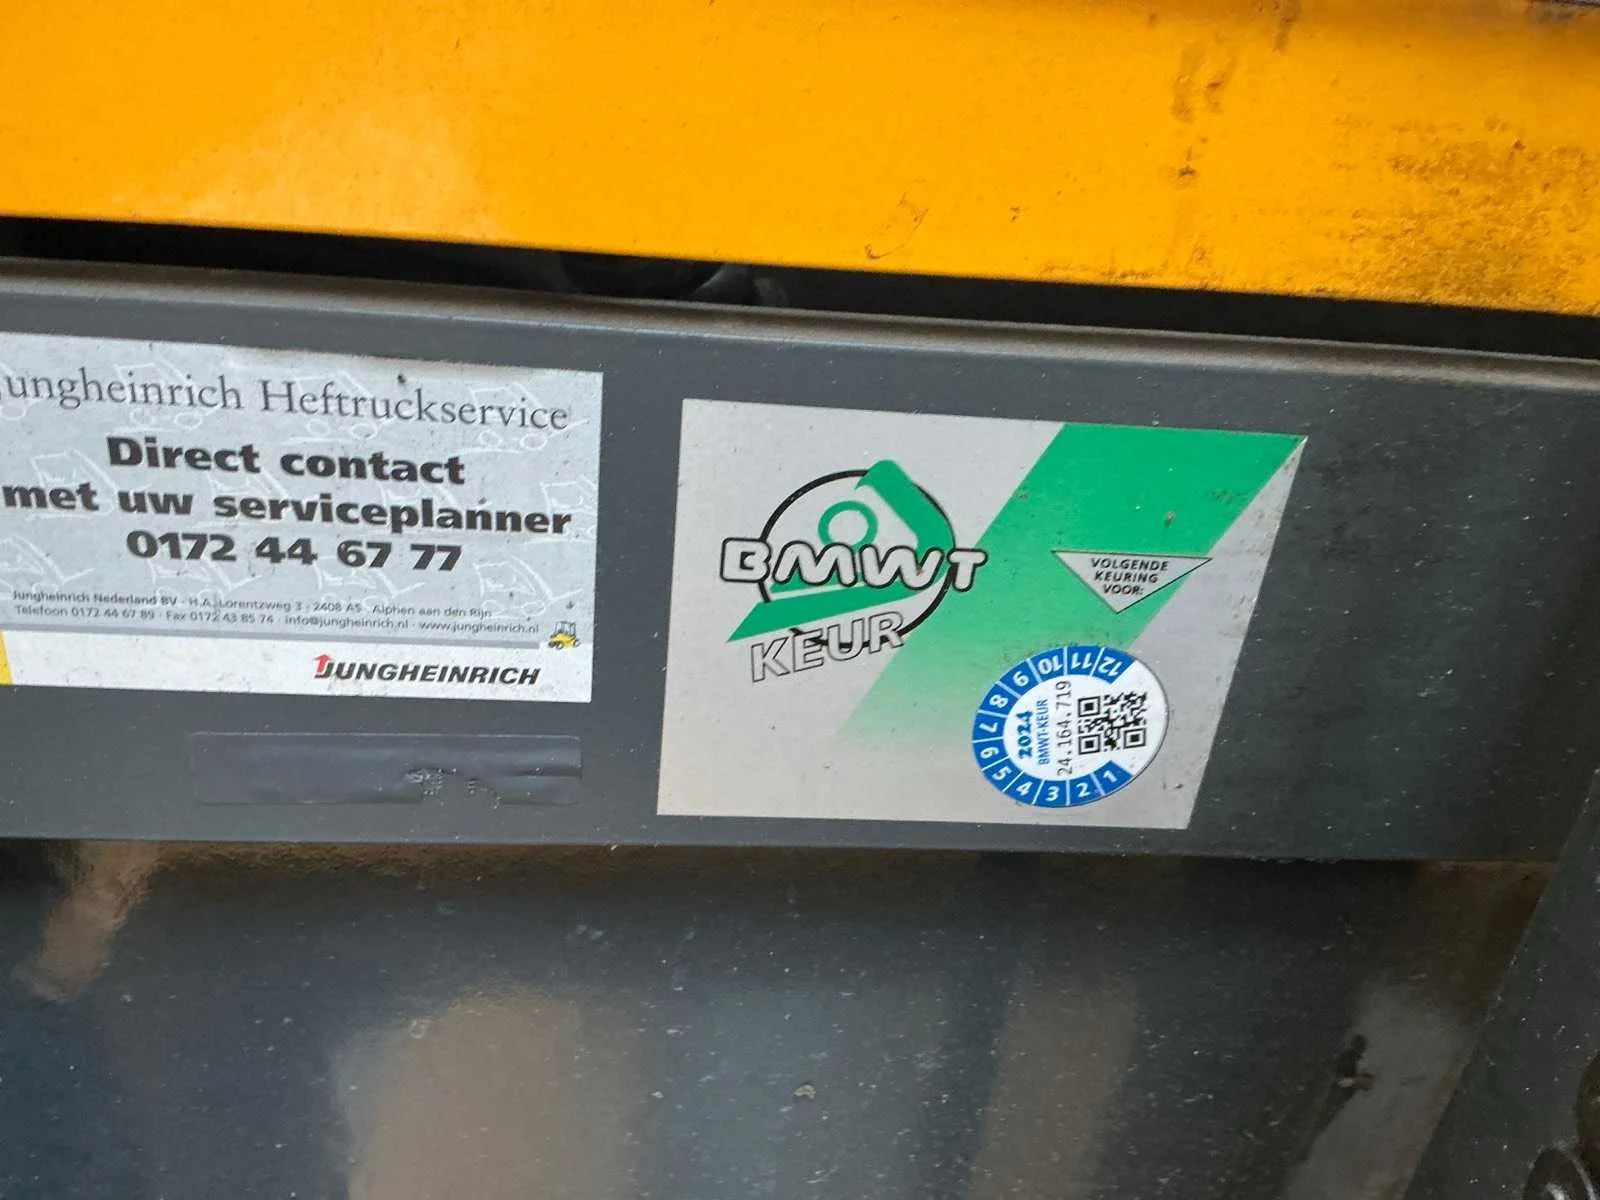 Jungheinrich Heftruckservice
Direct contact
met uw serviceplanner
0172 44 67 77
Jungheinrich Nederland BV · H.A. Lorentzweg 3 · 2408 AS · Alphen aan den Rijn
Telefoon 0172 44 67 89 · Fax 0172 43 85 74 · info@jungheinrich.nl · www.jungheinrich.nl
JUNGHEINRICH
BMWT
KEUR
VOLGENDE
KEURING
VOOR:
1 2 3 4 5 6 7 8 9 10 11 12
2024
BMWT-KEUR
24.164.719